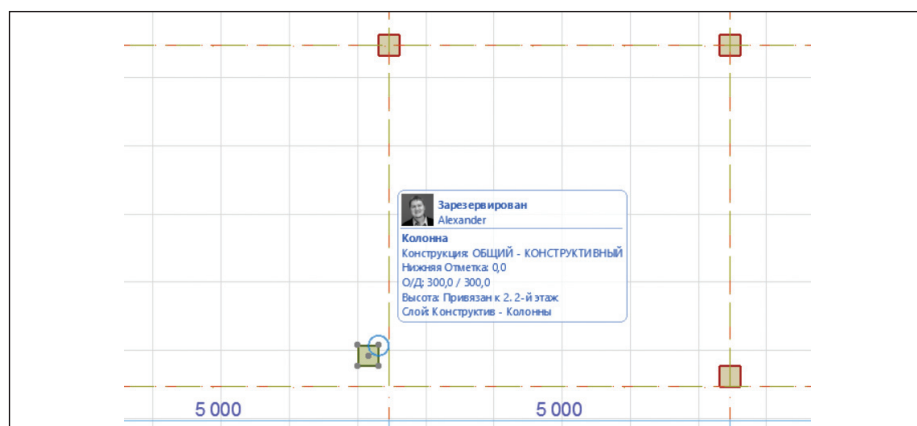 Зарезервирован
Alexander
Колонна
Конструкция: ОБЩИЙ - КОНСТРУКТИВНЫЙ
Нижняя Отметка: 0,0
О/Д: 300,0 / 300,0
Высота: Привязан к 2. 2-й этаж
Слой: Конструктив - Колонны
5 000 5 000